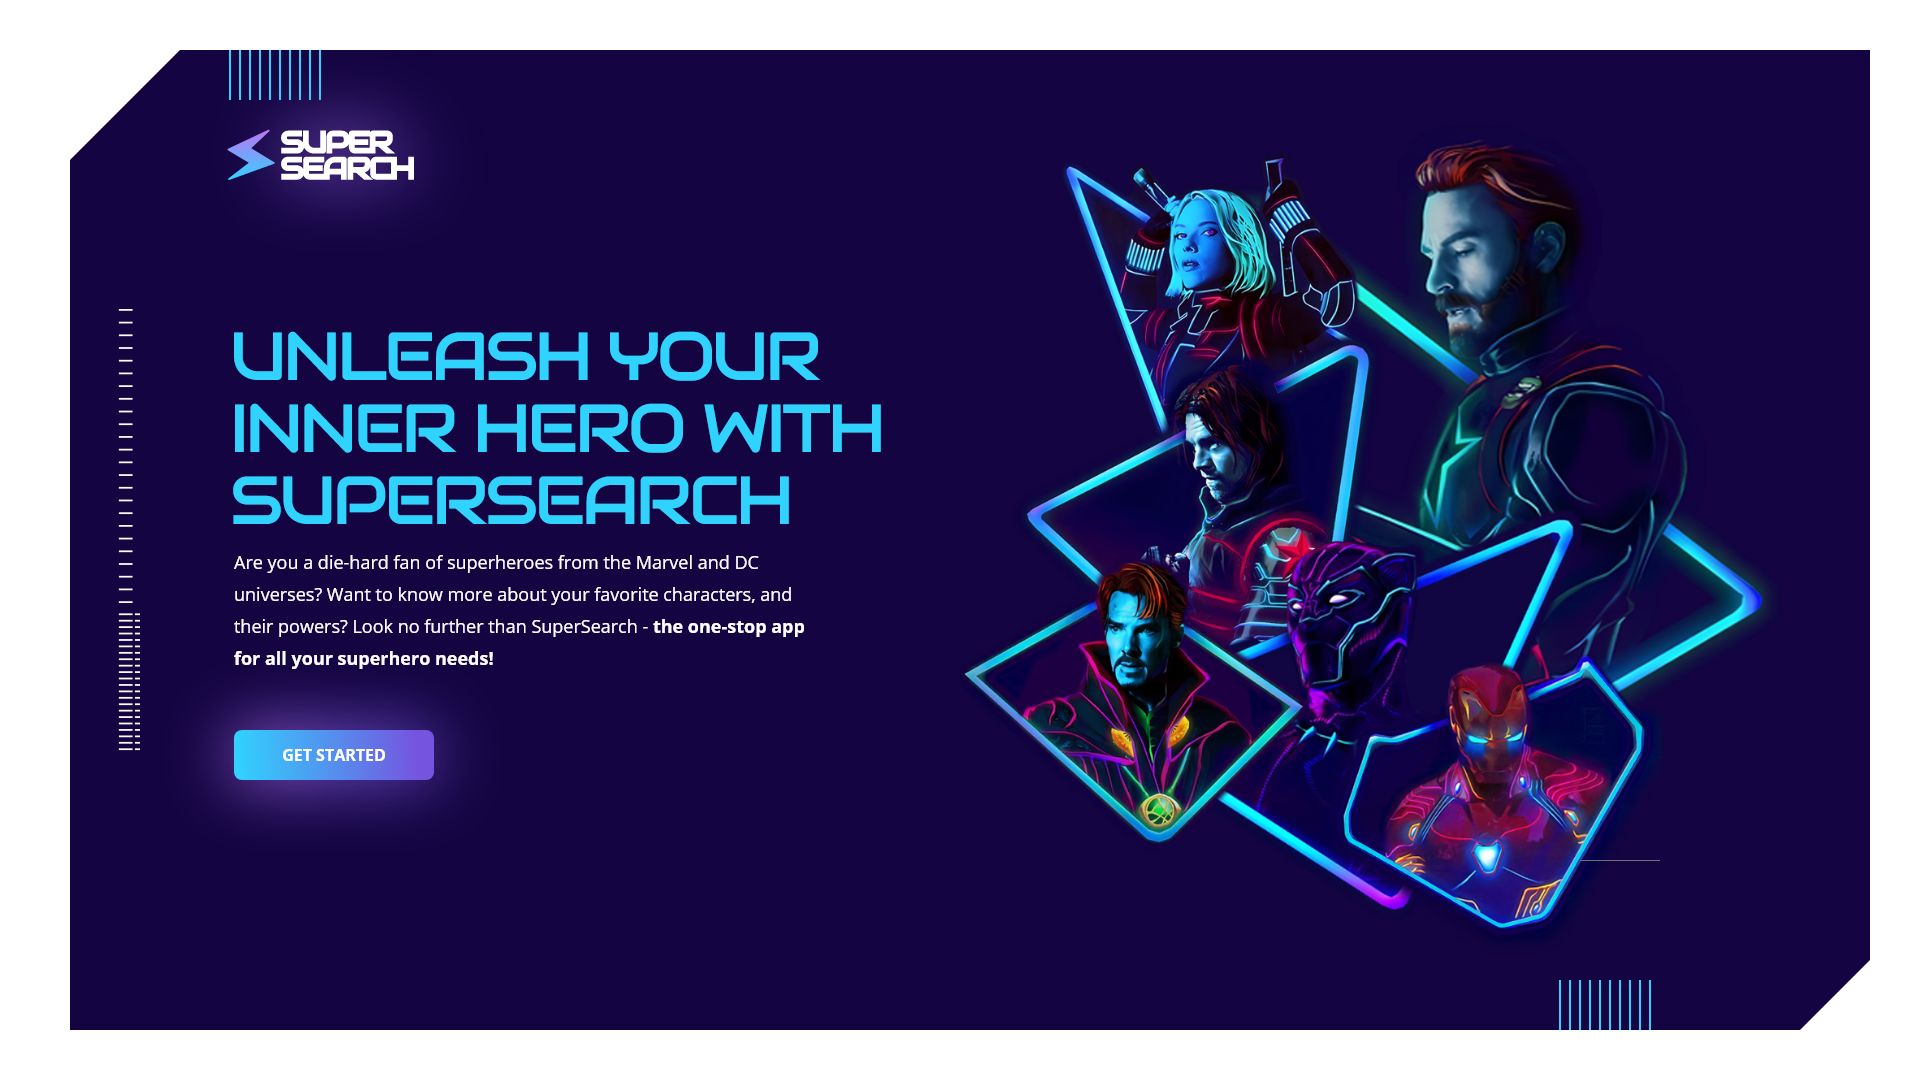 SUPER
SEARCH
UNLEASH YOUR
INNER HERO WITH
SUPERSEARCH
Are you a die-hard fan of superheroes from the Marvel and DC
universes? Want to know more about your favorite characters, and
their powers? Look no further than SuperSearch - the one-stop app
for all your superhero needs!
GET STARTED